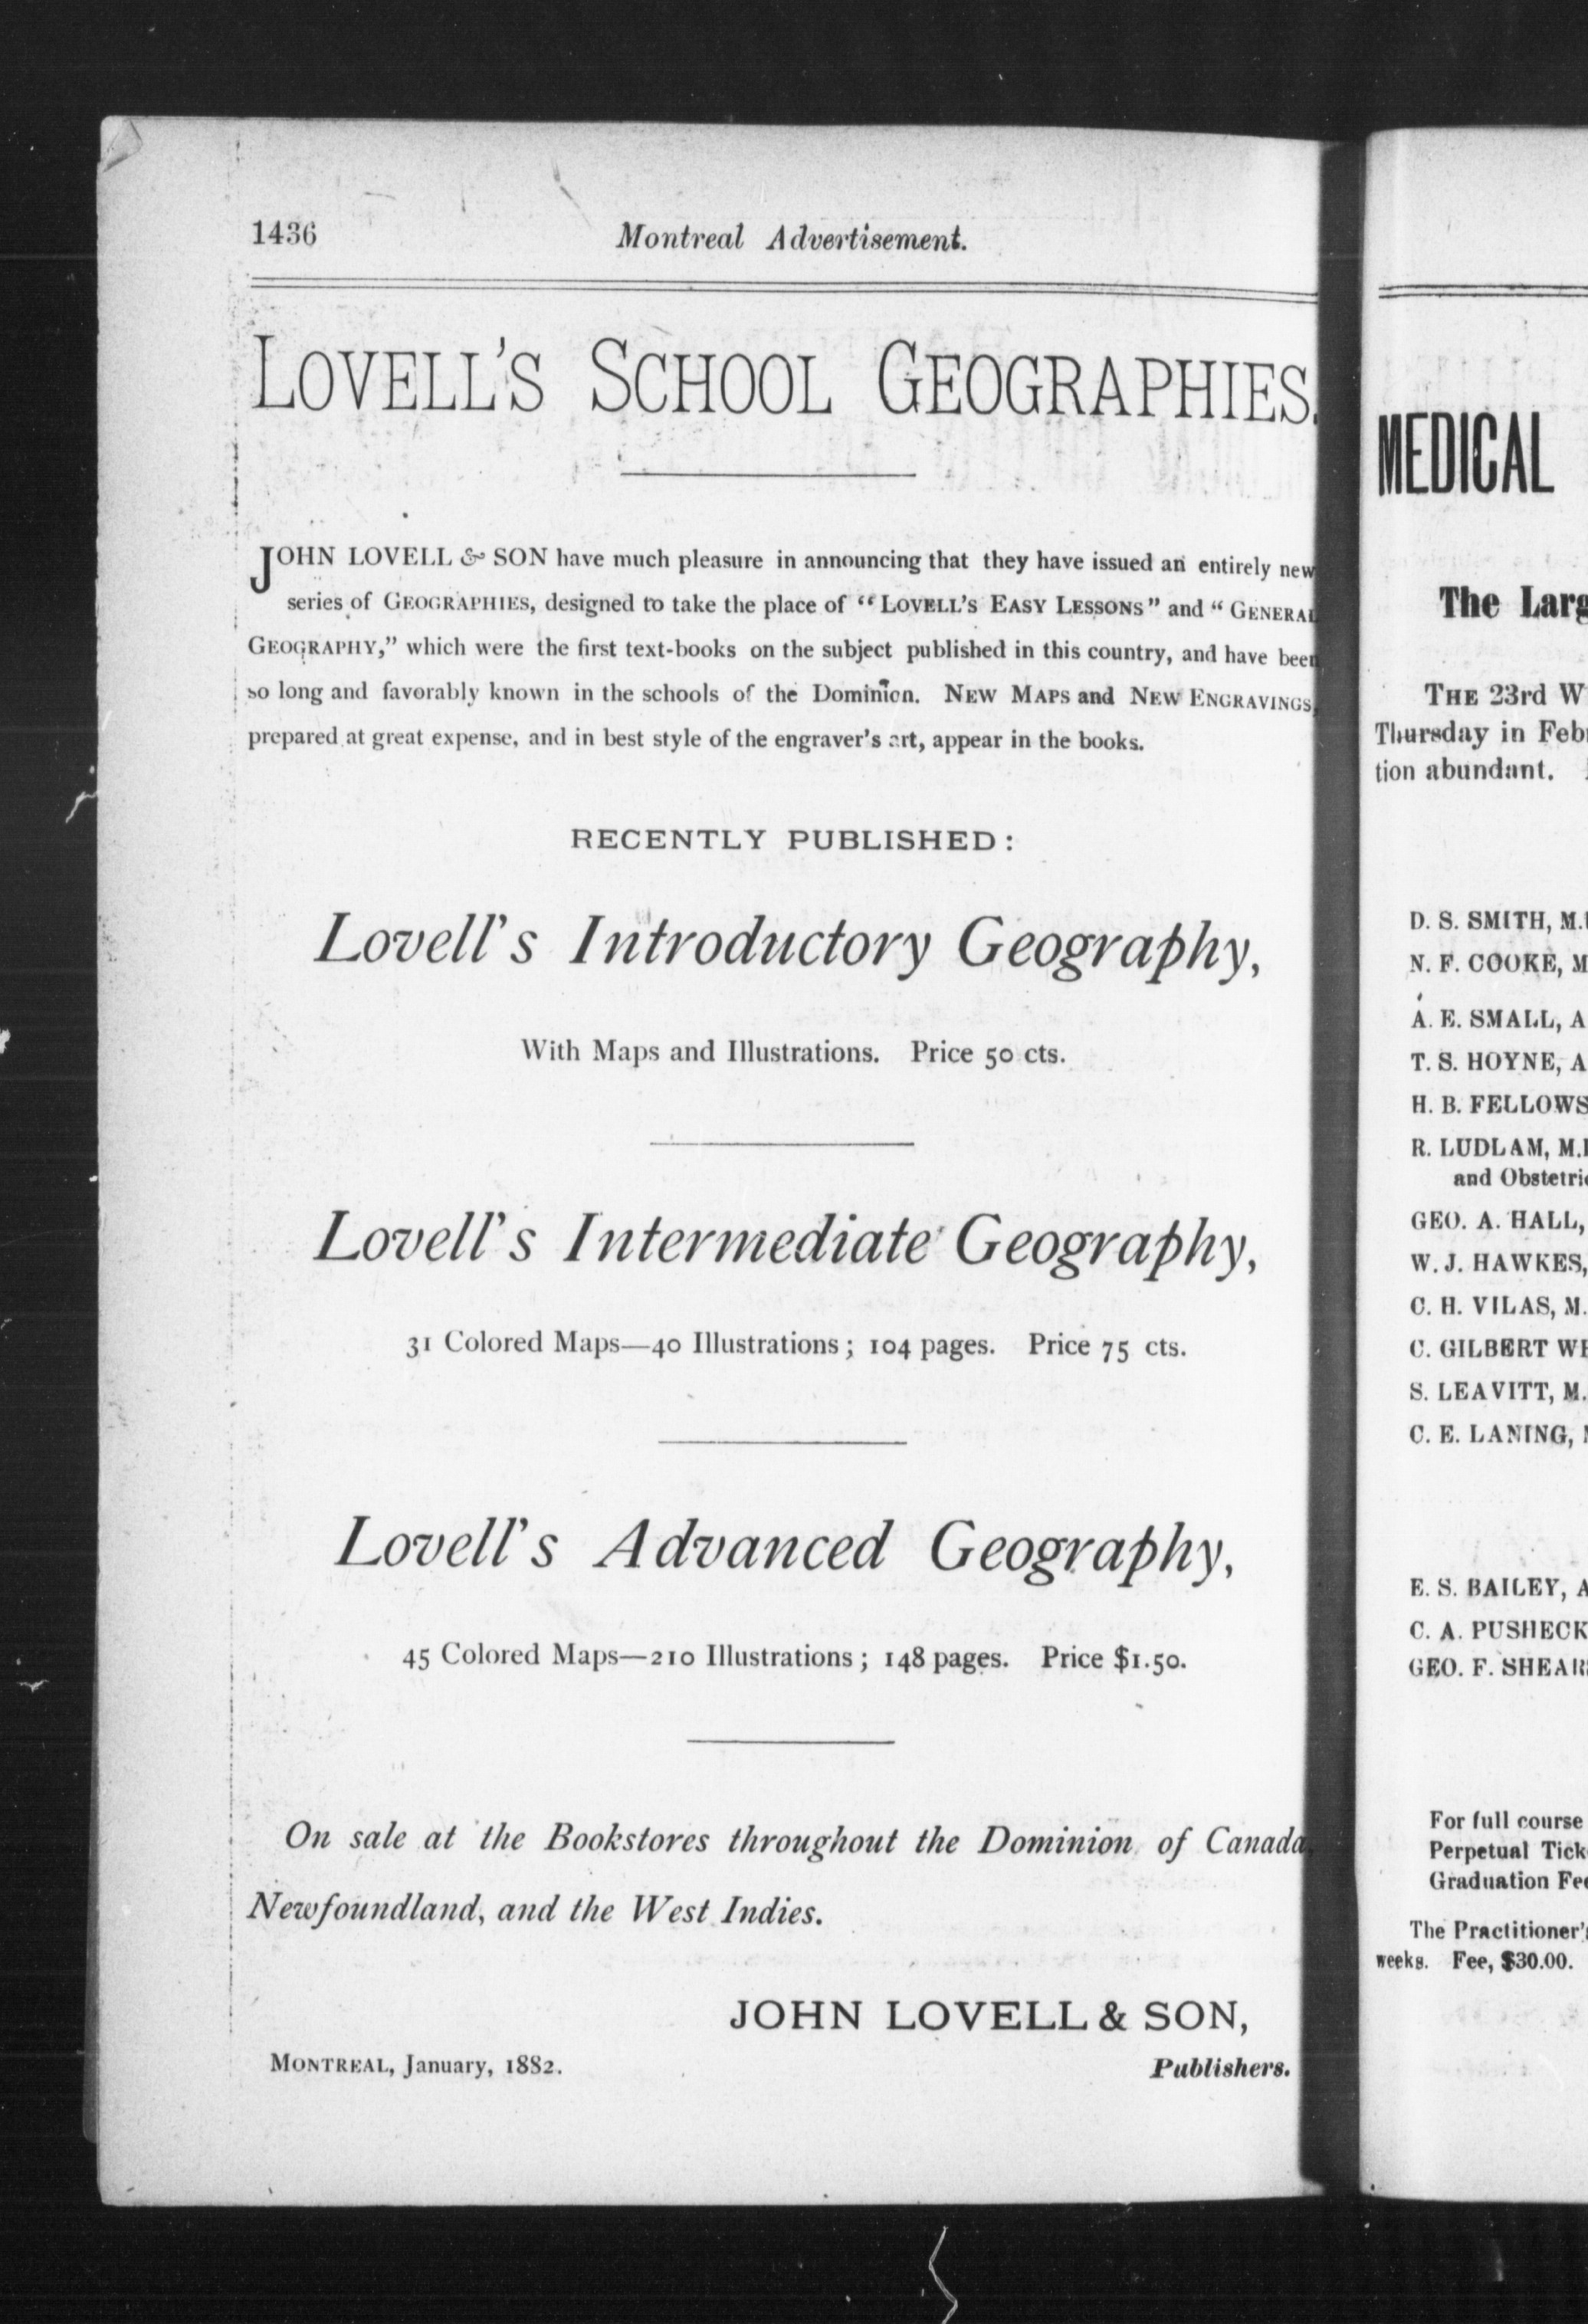 1436
Montreal Advertisement.
LOVELL'S SCHOOL GEOGRAPHIES.
JOHN LOVELL & SON have much pleasure in announcing that they have issued an entirely new
series of GEOGRAPHIES, designed to take the place of "LOVELL'S EASY LESSONS" and "GENERAL
GEOGRAPHY," which were the first text-books on the subject published in this country, and have been
so long and favorably known in the schools of the Dominion. NEW MAPS and NEW ENGRAVINGS,
prepared at great expense, and in best style of the engraver's art, appear in the books.
RECENTLY PUBLISHED:
Lovell's Introductory Geography,
With Maps and Illustrations. Price 50 cts.
Lovell's Intermediate Geography,
31 Colored Maps—40 Illustrations; 104 pages. Price 75 cts.
Lovell's Advanced Geography,
45 Colored Maps—210 Illustrations; 148 pages. Price $1.50.
On sale at the Bookstores throughout the Dominion of Canada,
Newfoundland, and the West Indies.
JOHN LOVELL & SON,
MONTREAL, January, 1882.
Publishers.
MEDICAL
The
THE 23rd
Thursday in
tion abundant.
D. S. SMITH,
N. F. COOKE,
A. E. SMALL,
T. S. HOYNE,
H. B. FELLOWS
R. LUDLAM,
and
GEO. A. HALL,
W. J. HAWKES,
C. H. VILAS,
C. GILBERT
S. LEAVITT,
C. E. LANING,
E. S. BAILEY,
C. A. PUSHECK
GEO. F.
For full course
Perpetual
Graduation
The Practitioner's
weeks. Fee, $30.00.